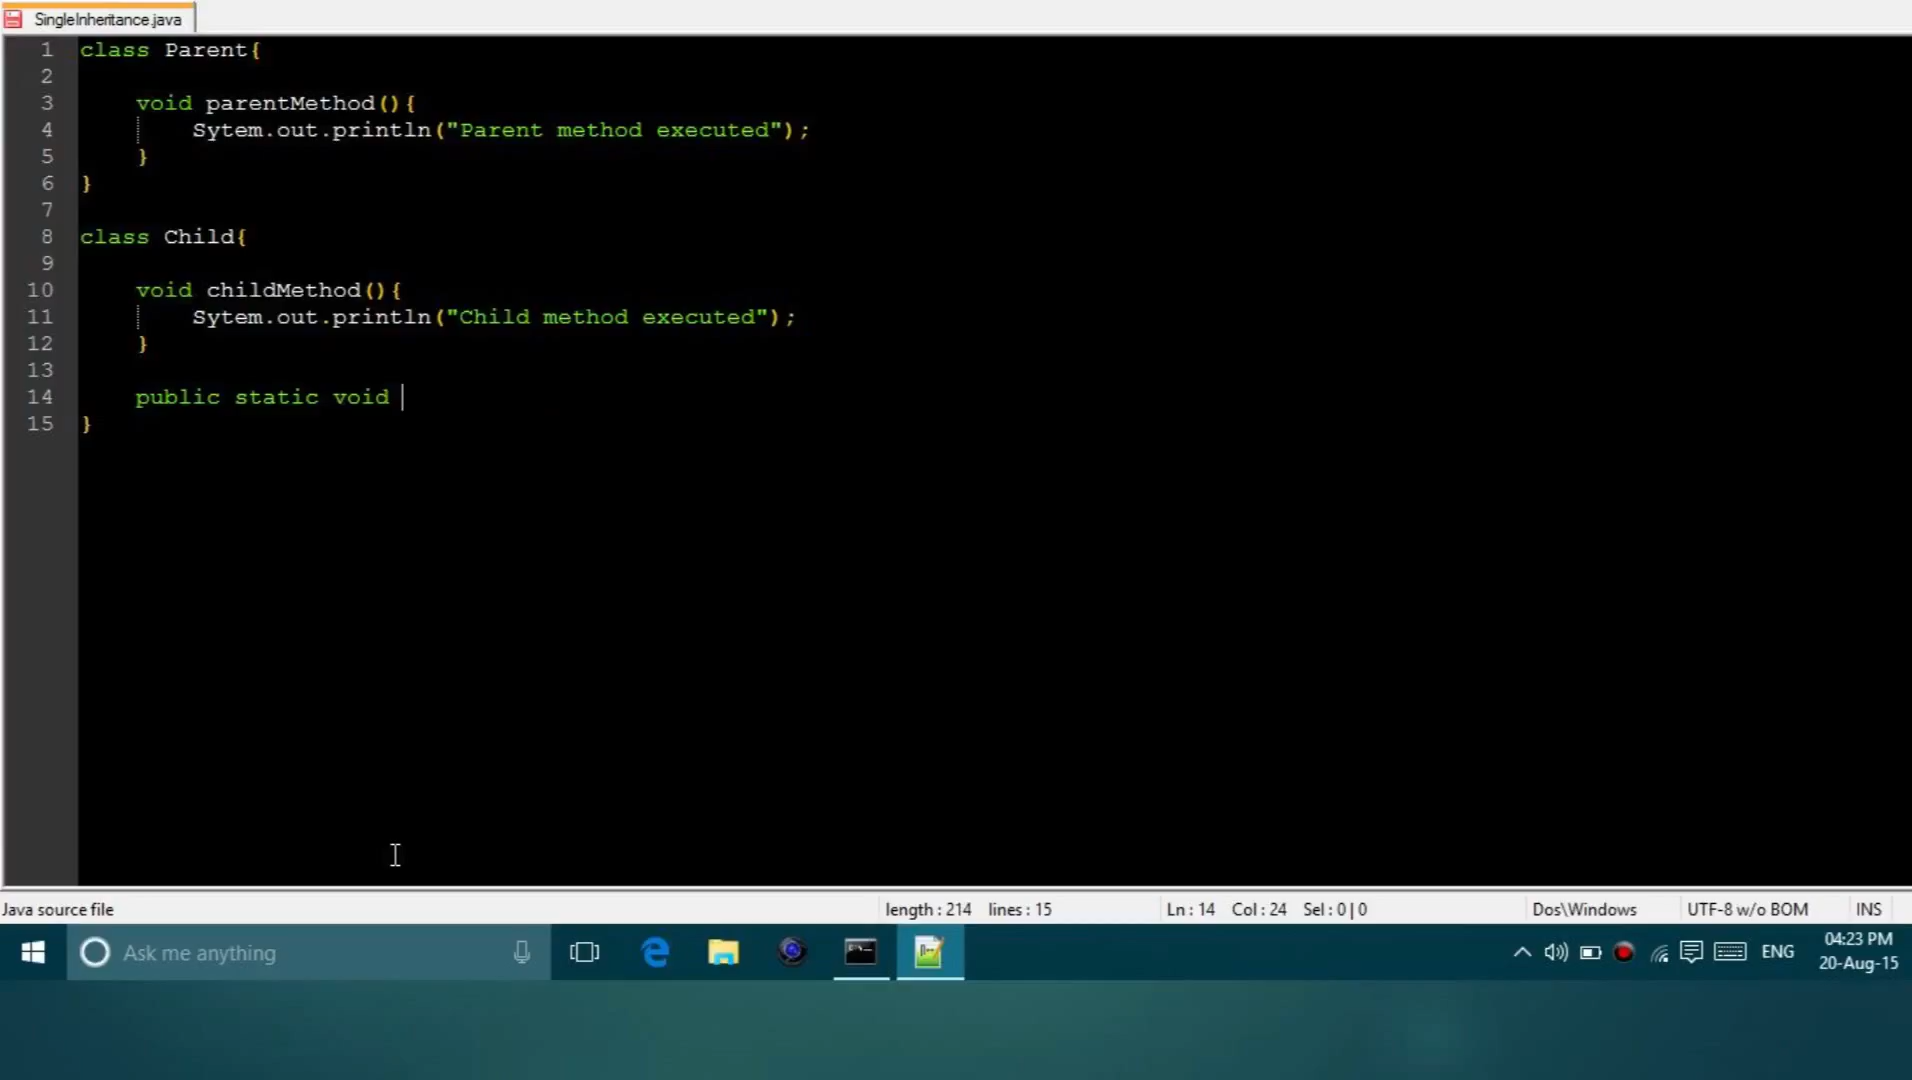 SingleInheritance.java
1 class Parent{
2
3 void parentMethod(){
4 Sytem.out.println("Parent method executed");
5 }
6 }
7
8 class Child{
9
10 void childMethod(){
11 Sytem.out.println("Child method executed");
12 }
13
14 public static void
15 }
Java source file length : 214 lines : 15 Ln : 14 Col : 24 Sel : 0 | 0 Dos\Windows UTF-8 w/o BOM INS
Ask me anything ENG 04:23 PM
20-Aug-15